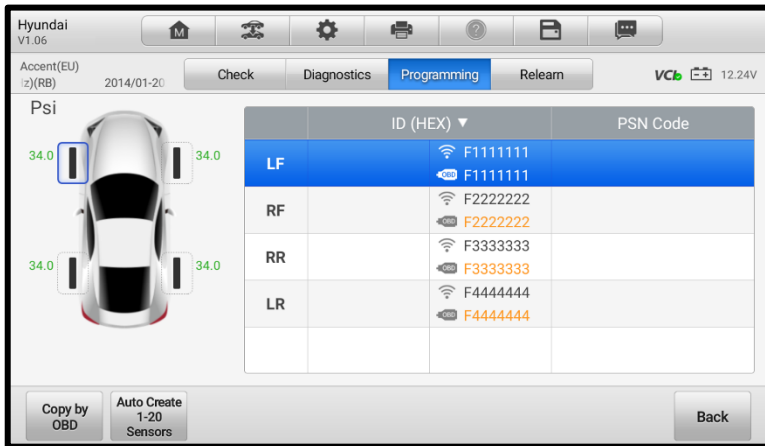 Hyundai
V1.06
M
?
Accent(EU)
lz)(RB) 2014/01-20
Check Diagnostics Programming Relearn
VCI 12.24V
Psi
34.0 34.0
34.0 34.0
ID (HEX) ▼ PSN Code
LF
F1111111
OBD F1111111
RF
F2222222
OBD F2222222
RR
F3333333
OBD F3333333
LR
F4444444
OBD F4444444
Copy by
OBD
Auto Create
1-20
Sensors
Back